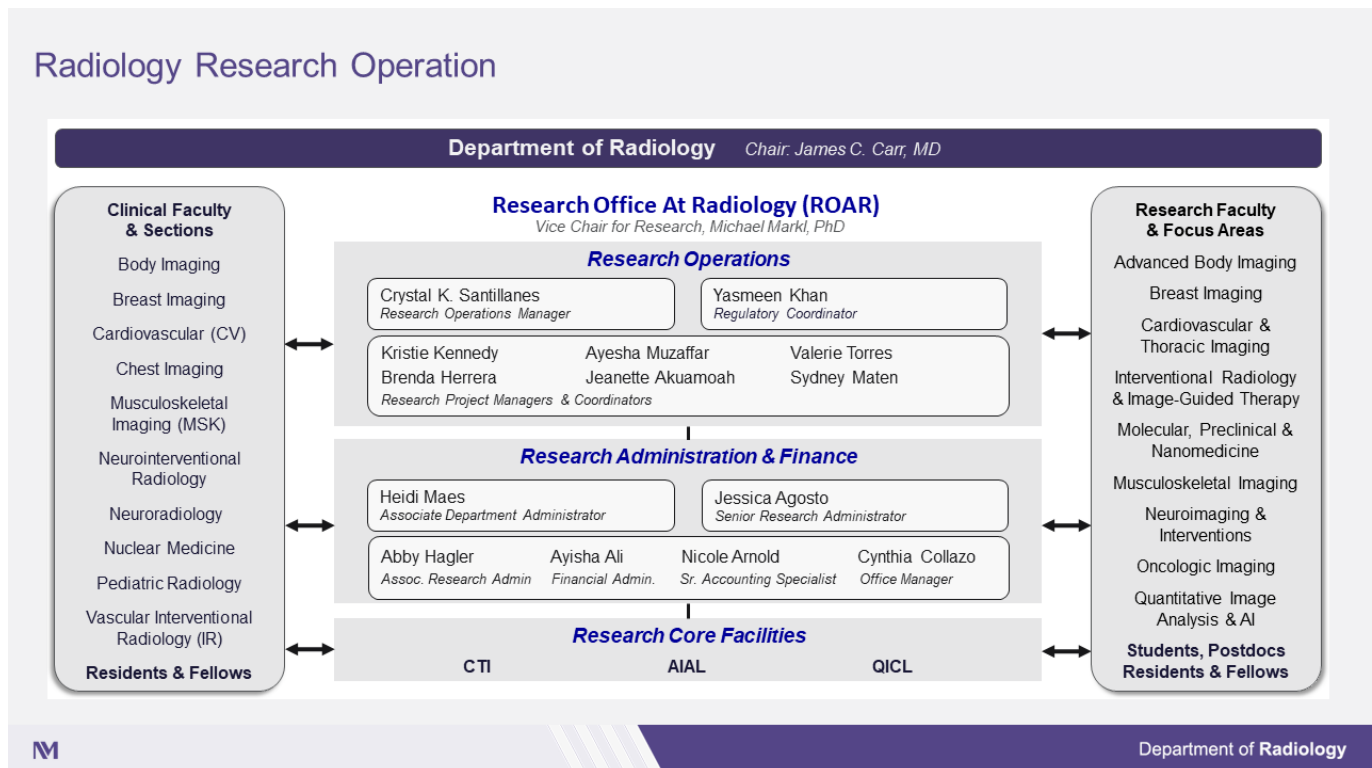 Radiology Research Operation
Department of Radiology Chair: James C. Carr, MD
Clinical Faculty
& Sections
Body Imaging
Breast Imaging
Cardiovascular (CV)
Chest Imaging
Musculoskeletal
Imaging (MSK)
Neurointerventional
Radiology
Neuroradiology
Nuclear Medicine
Pediatric Radiology
Vascular Interventional
Radiology (IR)
Residents & Fellows
Research Office At Radiology (ROAR)
Vice Chair for Research, Michael Markl, PhD
Research Operations
Crystal K. Santillanes
Research Operations Manager
Yasmeen Khan
Regulatory Coordinator
Kristie Kennedy Ayesha Muzaffar Valerie Torres
Brenda Herrera Jeanette Akuamoah Sydney Maten
Research Project Managers & Coordinators
Research Administration & Finance
Heidi Maes
Associate Department Administrator
Jessica Agosto
Senior Research Administrator
Abby Hagler Ayisha Ali Nicole Arnold Cynthia Collazo
Assoc. Research Admin Financial Admin. Sr. Accounting Specialist Office Manager
Research Core Facilities
CTI AIAL QICL
Research Faculty
& Focus Areas
Advanced Body Imaging
Breast Imaging
Cardiovascular &
Thoracic Imaging
Interventional Radiology
& Image-Guided Therapy
Molecular, Preclinical &
Nanomedicine
Musculoskeletal Imaging
Neuroimaging &
Interventions
Oncologic Imaging
Quantitative Image
Analysis & AI
Students, Postdocs
Residents & Fellows
NM
Department of Radiology